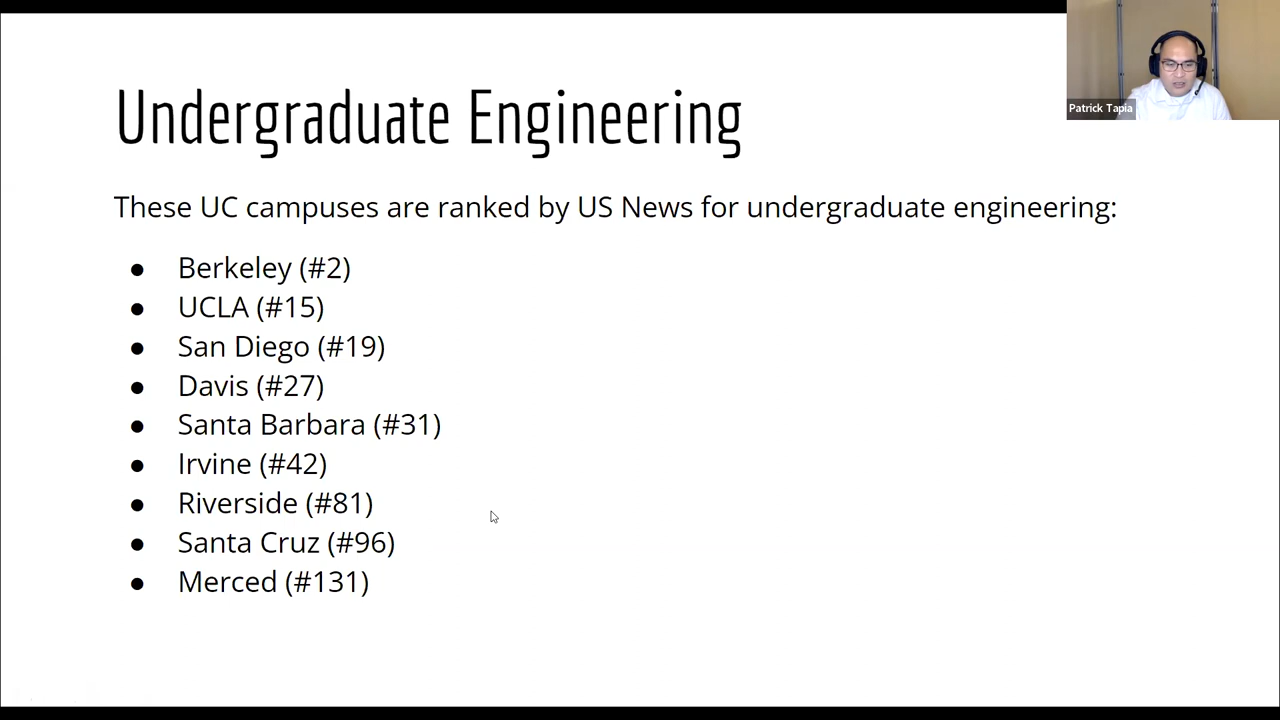 Undergraduate Engineering
Patrick Tapia
These UC campuses are ranked by US News for undergraduate engineering:
● Berkeley (#2)
● UCLA (#15)
● San Diego (#19)
● Davis (#27)
● Santa Barbara (#31)
● Irvine (#42)
● Riverside (#81)
● Santa Cruz (#96)
● Merced (#131)